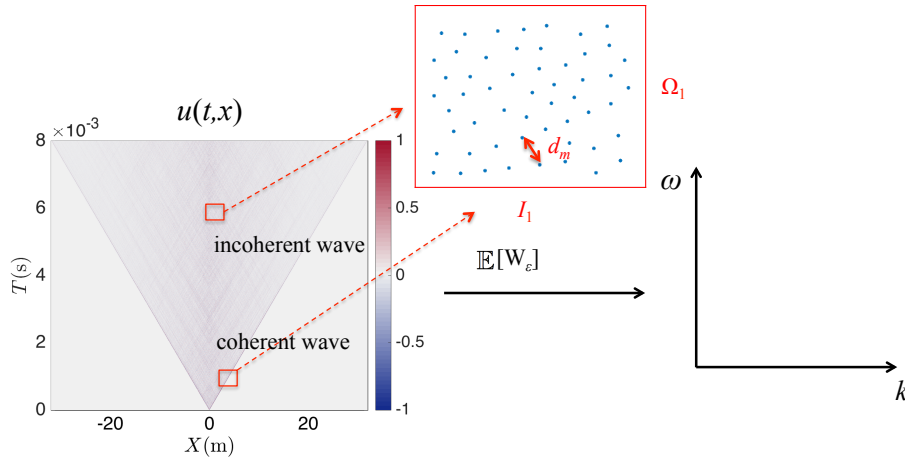 u(t,x)
×10⁻³
8
6
4
2
0
T(s)
-20
0
20
X(m)
1
0.5
0
-0.5
-1
incoherent wave
coherent wave
dₘ
Ω₁
I₁
𝔼[W_ε]
ω
k